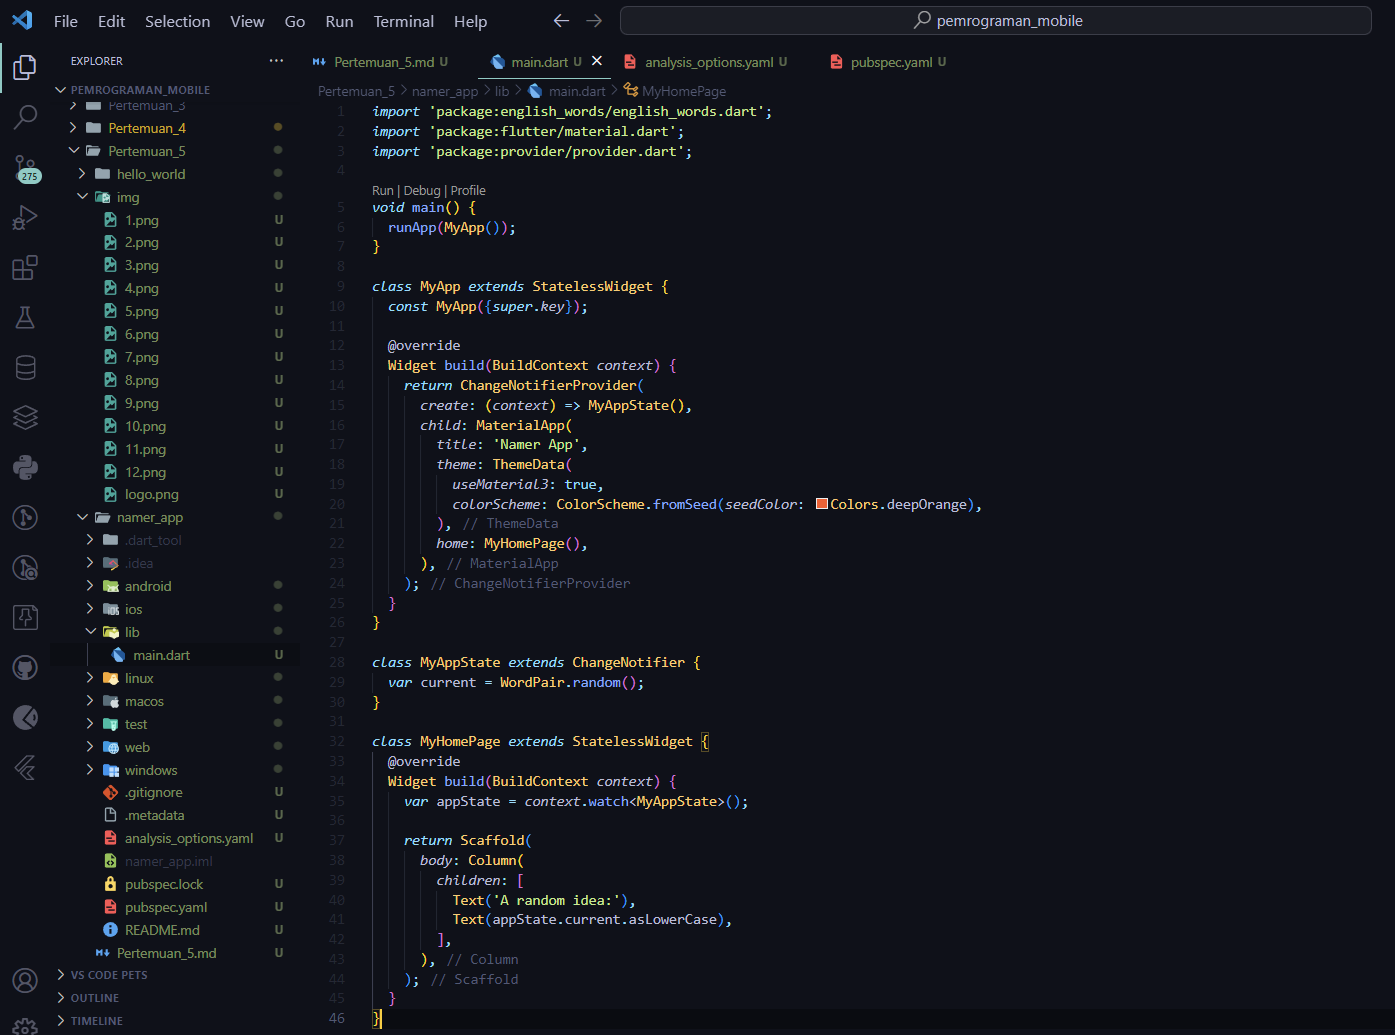 File Edit Selection View Go Run Terminal Help
pemrograman_mobile
EXPLORER
PEMROGRAMAN_MOBILE
Pertemuan_3
Pertemuan_4
Pertemuan_5
hello_world
img
1.png U
2.png U
3.png U
4.png U
5.png U
6.png U
7.png U
8.png U
9.png U
10.png U
11.png U
12.png U
logo.png U
namer_app
.dart_tool
.idea
android
ios
lib
main.dart U
linux
macos
test
web
windows
.gitignore U
.metadata U
analysis_options.yaml U
namer_app.iml
pubspec.lock U
pubspec.yaml U
README.md U
Pertemuan_5.md U
VS CODE PETS
OUTLINE
TIMELINE
275
Pertemuan_5.md U main.dart U analysis_options.yaml U pubspec.yaml U
Pertemuan_5 > namer_app > lib > main.dart > MyHomePage
1 import 'package:english_words/english_words.dart';
2 import 'package:flutter/material.dart';
3 import 'package:provider/provider.dart';
4
Run | Debug | Profile
5 void main() {
6 runApp(MyApp());
7 }
8
9 class MyApp extends StatelessWidget {
10 const MyApp({super.key});
11
12 @override
13 Widget build(BuildContext context) {
14 return ChangeNotifierProvider(
15 create: (context) => MyAppState(),
16 child: MaterialApp(
17 title: 'Namer App',
18 theme: ThemeData(
19 useMaterial3: true,
20 colorScheme: ColorScheme.fromSeed(seedColor: Colors.deepOrange),
21 ), // ThemeData
22 home: MyHomePage(),
23 ), // MaterialApp
24 ); // ChangeNotifierProvider
25 }
26 }
27
28 class MyAppState extends ChangeNotifier {
29 var current = WordPair.random();
30 }
31
32 class MyHomePage extends StatelessWidget {
33 @override
34 Widget build(BuildContext context) {
35 var appState = context.watch<MyAppState>();
36
37 return Scaffold(
38 body: Column(
39 children: [
40 Text('A random idea:'),
41 Text(appState.current.asLowerCase),
42 ],
43 ), // Column
44 ); // Scaffold
45 }
46 }